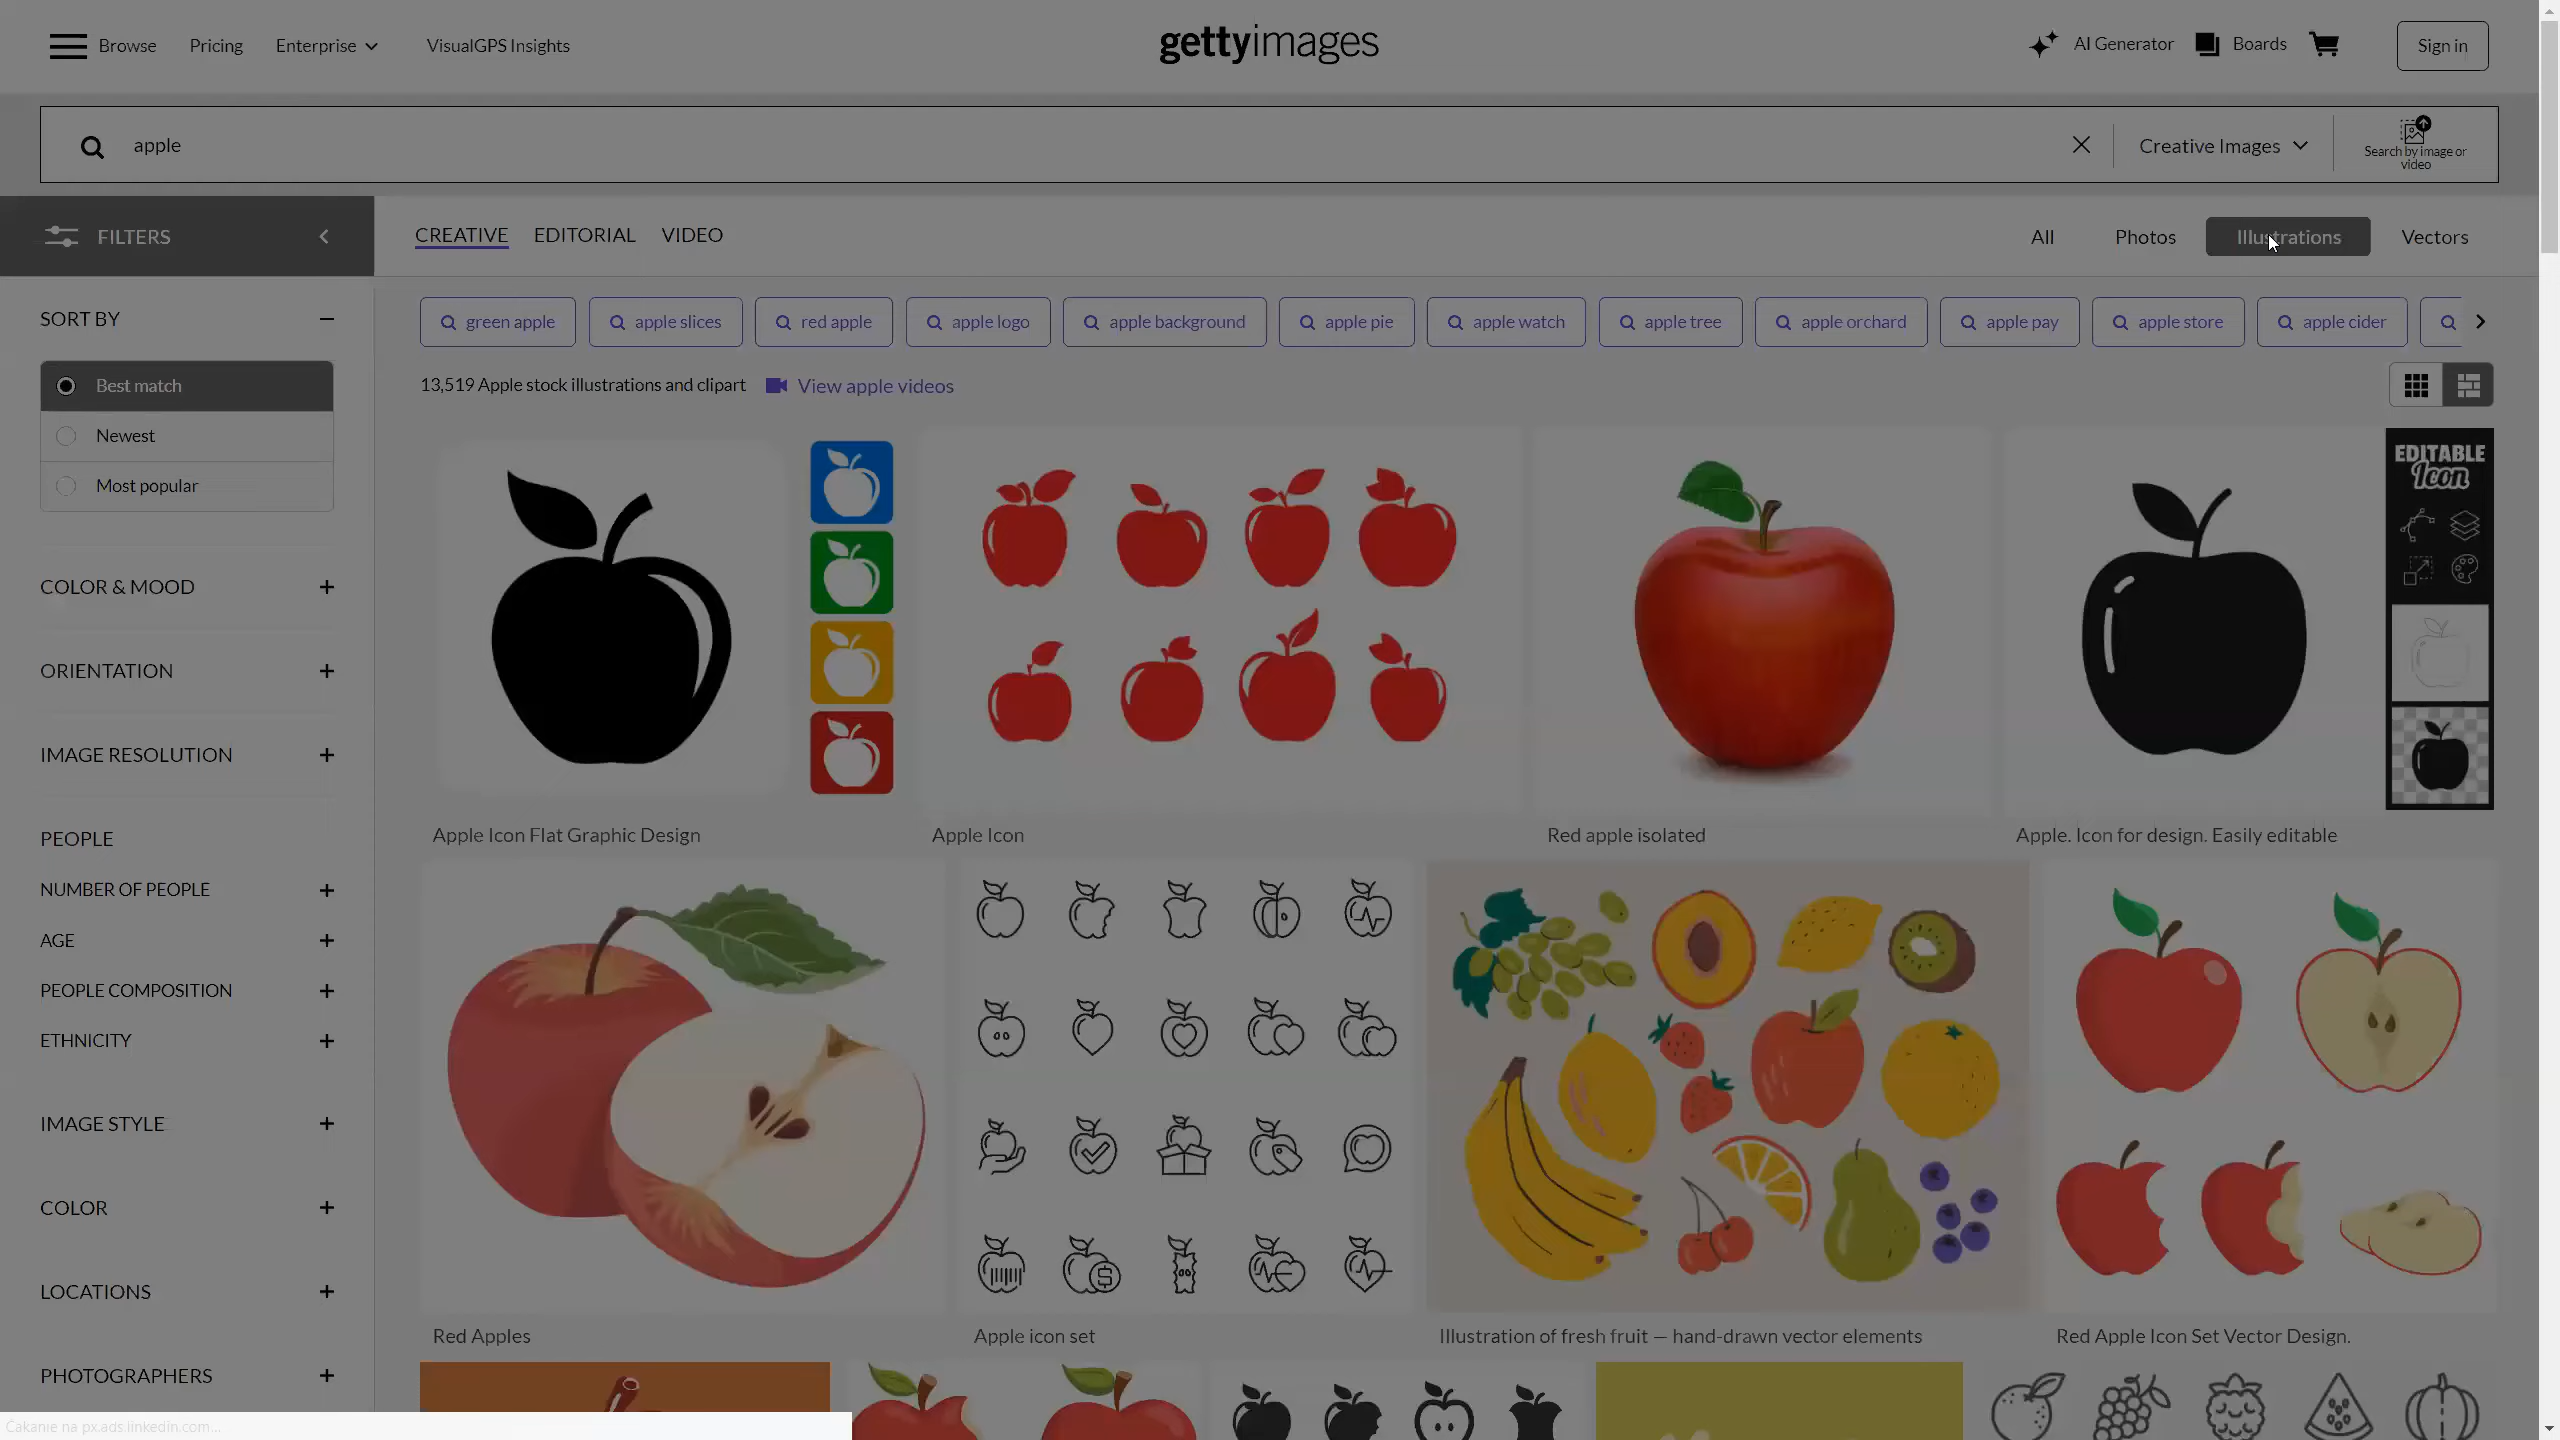 Browse
Pricing
Enterprise
VisualGPS Insights
gettyimages
AI Generator
Boards
Sign in
apple
Creative Images
Search by image or
video
FILTERS
CREATIVE
EDITORIAL
VIDEO
All
Photos
Illustrations
Vectors
SORT BY
Best match
Newest
Most popular
COLOR & MOOD
ORIENTATION
IMAGE RESOLUTION
PEOPLE
NUMBER OF PEOPLE
AGE
PEOPLE COMPOSITION
ETHNICITY
IMAGE STYLE
COLOR
LOCATIONS
PHOTOGRAPHERS
green apple
apple slices
red apple
apple logo
apple background
apple pie
apple watch
apple tree
apple orchard
apple pay
apple store
apple cider
13,519 Apple stock illustrations and clipart
View apple videos
EDITABLE
Icon
Apple Icon Flat Graphic Design
Apple Icon
Red apple isolated
Apple. Icon for design. Easily editable
Red Apples
Apple icon set
Illustration of fresh fruit — hand-drawn vector elements
Red Apple Icon Set Vector Design.
Čakanie na px.ads.linkedin.com...